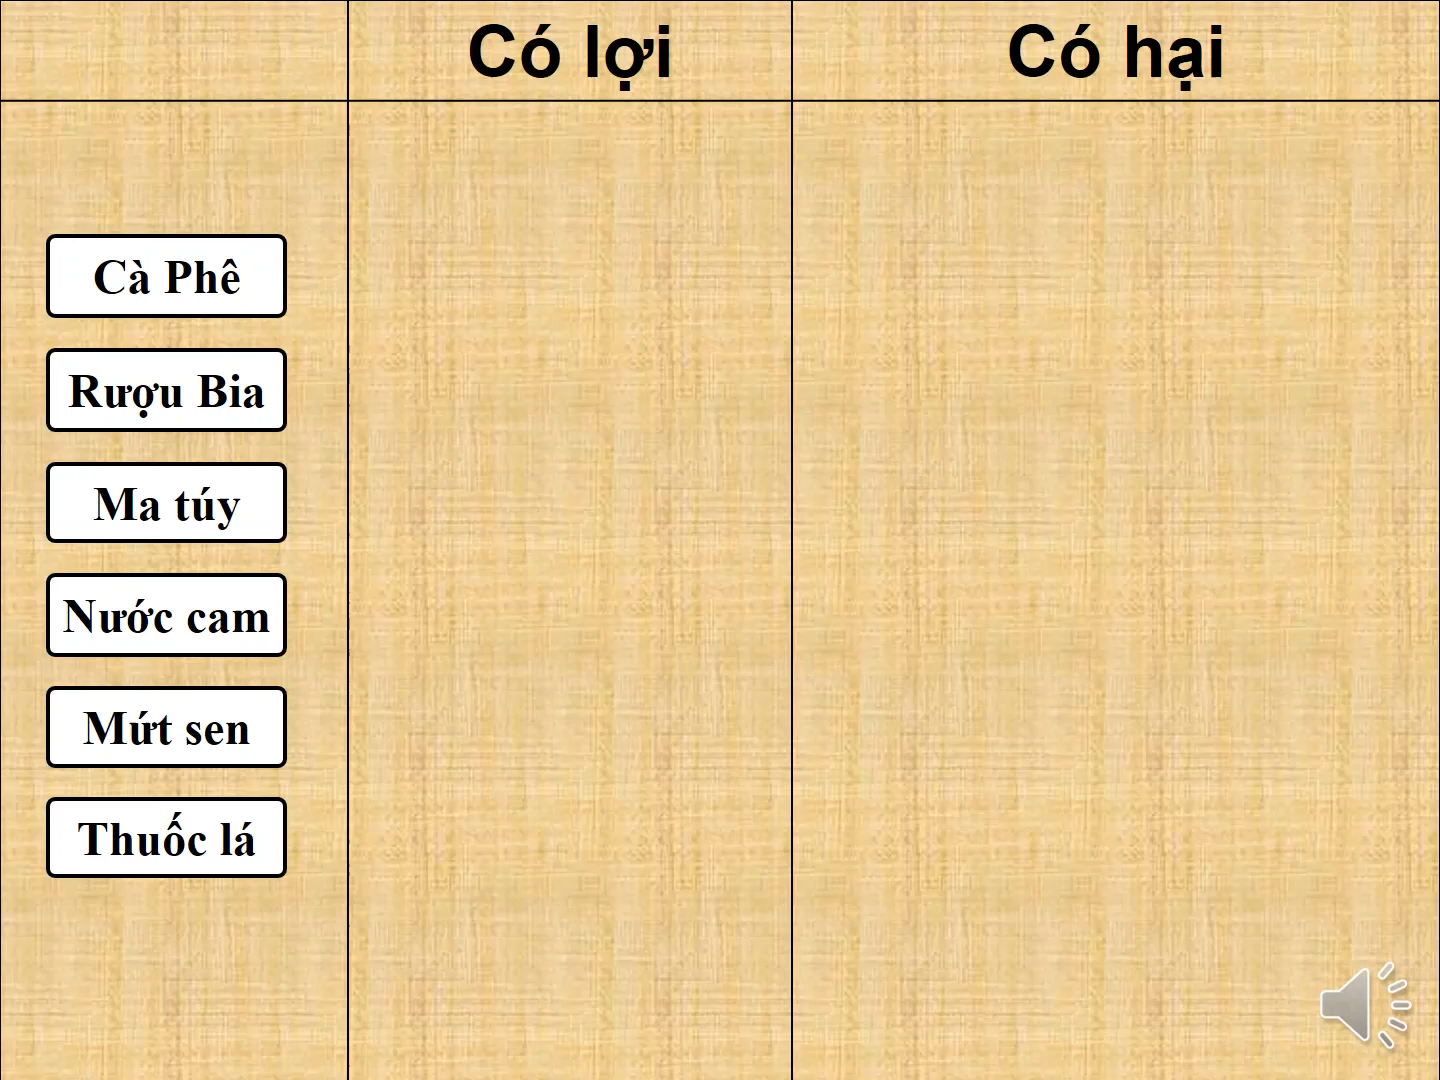 Có lợi
Có hại
Cà Phê
Rượu Bia
Ma túy
Nước cam
Mứt sen
Thuốc lá